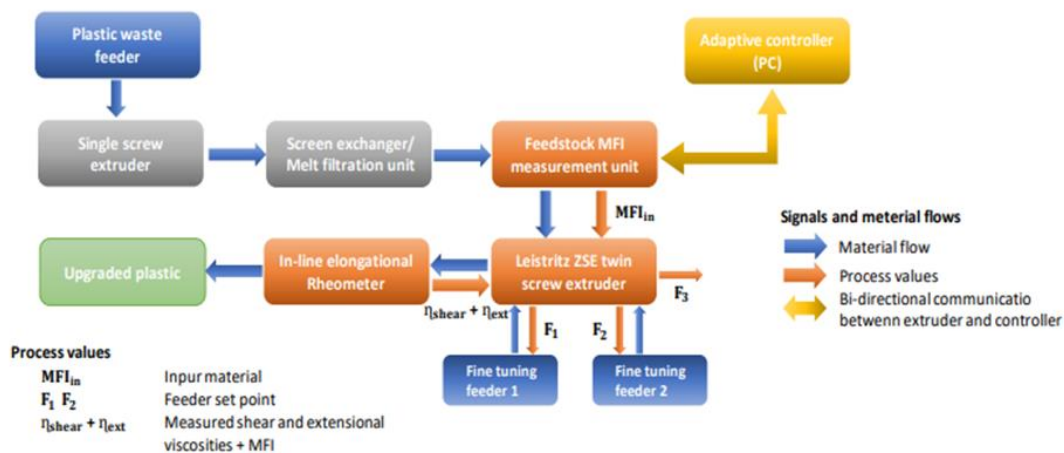 Plastic waste
feeder
Adaptive controller
(PC)
Single screw
extruder
Screen exchanger/
Melt filtration unit
Feedstock MFI
measurement unit
MFIin
Signals and meterial flows
Material flow
Process values
Bi-directional communicatio
betwenn extruder and controller
Upgraded plastic
In-line elongational
Rheometer
Leistritz ZSE twin
screw extruder
F3
ηshear + ηext
F1
F2
Fine tuning
feeder 1
Fine tuning
feeder 2
Process values
MFIin Inpur material
F1 F2 Feeder set point
ηshear + ηext Measured shear and extensional
viscosities + MFI